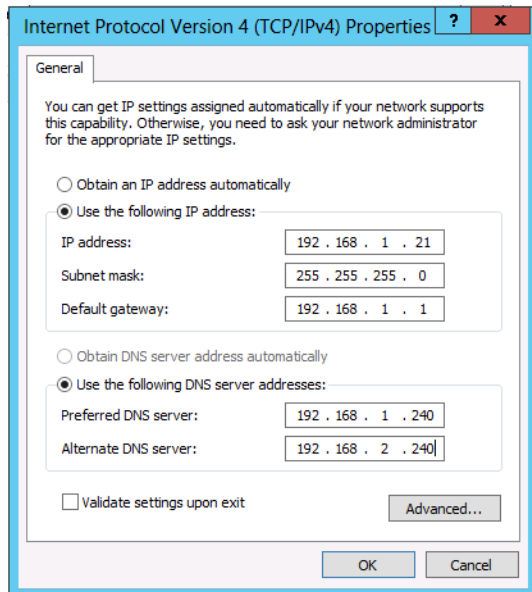 Internet Protocol Version 4 (TCP/IPv4) Properties ? x
General
You can get IP settings assigned automatically if your network supports
this capability. Otherwise, you need to ask your network administrator
for the appropriate IP settings.
Obtain an IP address automatically
Use the following IP address:
IP address: 192 . 168 . 1 . 21
Subnet mask: 255 . 255 . 255 . 0
Default gateway: 192 . 168 . 1 . 1
Obtain DNS server address automatically
Use the following DNS server addresses:
Preferred DNS server: 192 . 168 . 1 . 240
Alternate DNS server: 192 . 168 . 2 . 240
Validate settings upon exit Advanced...
OK Cancel